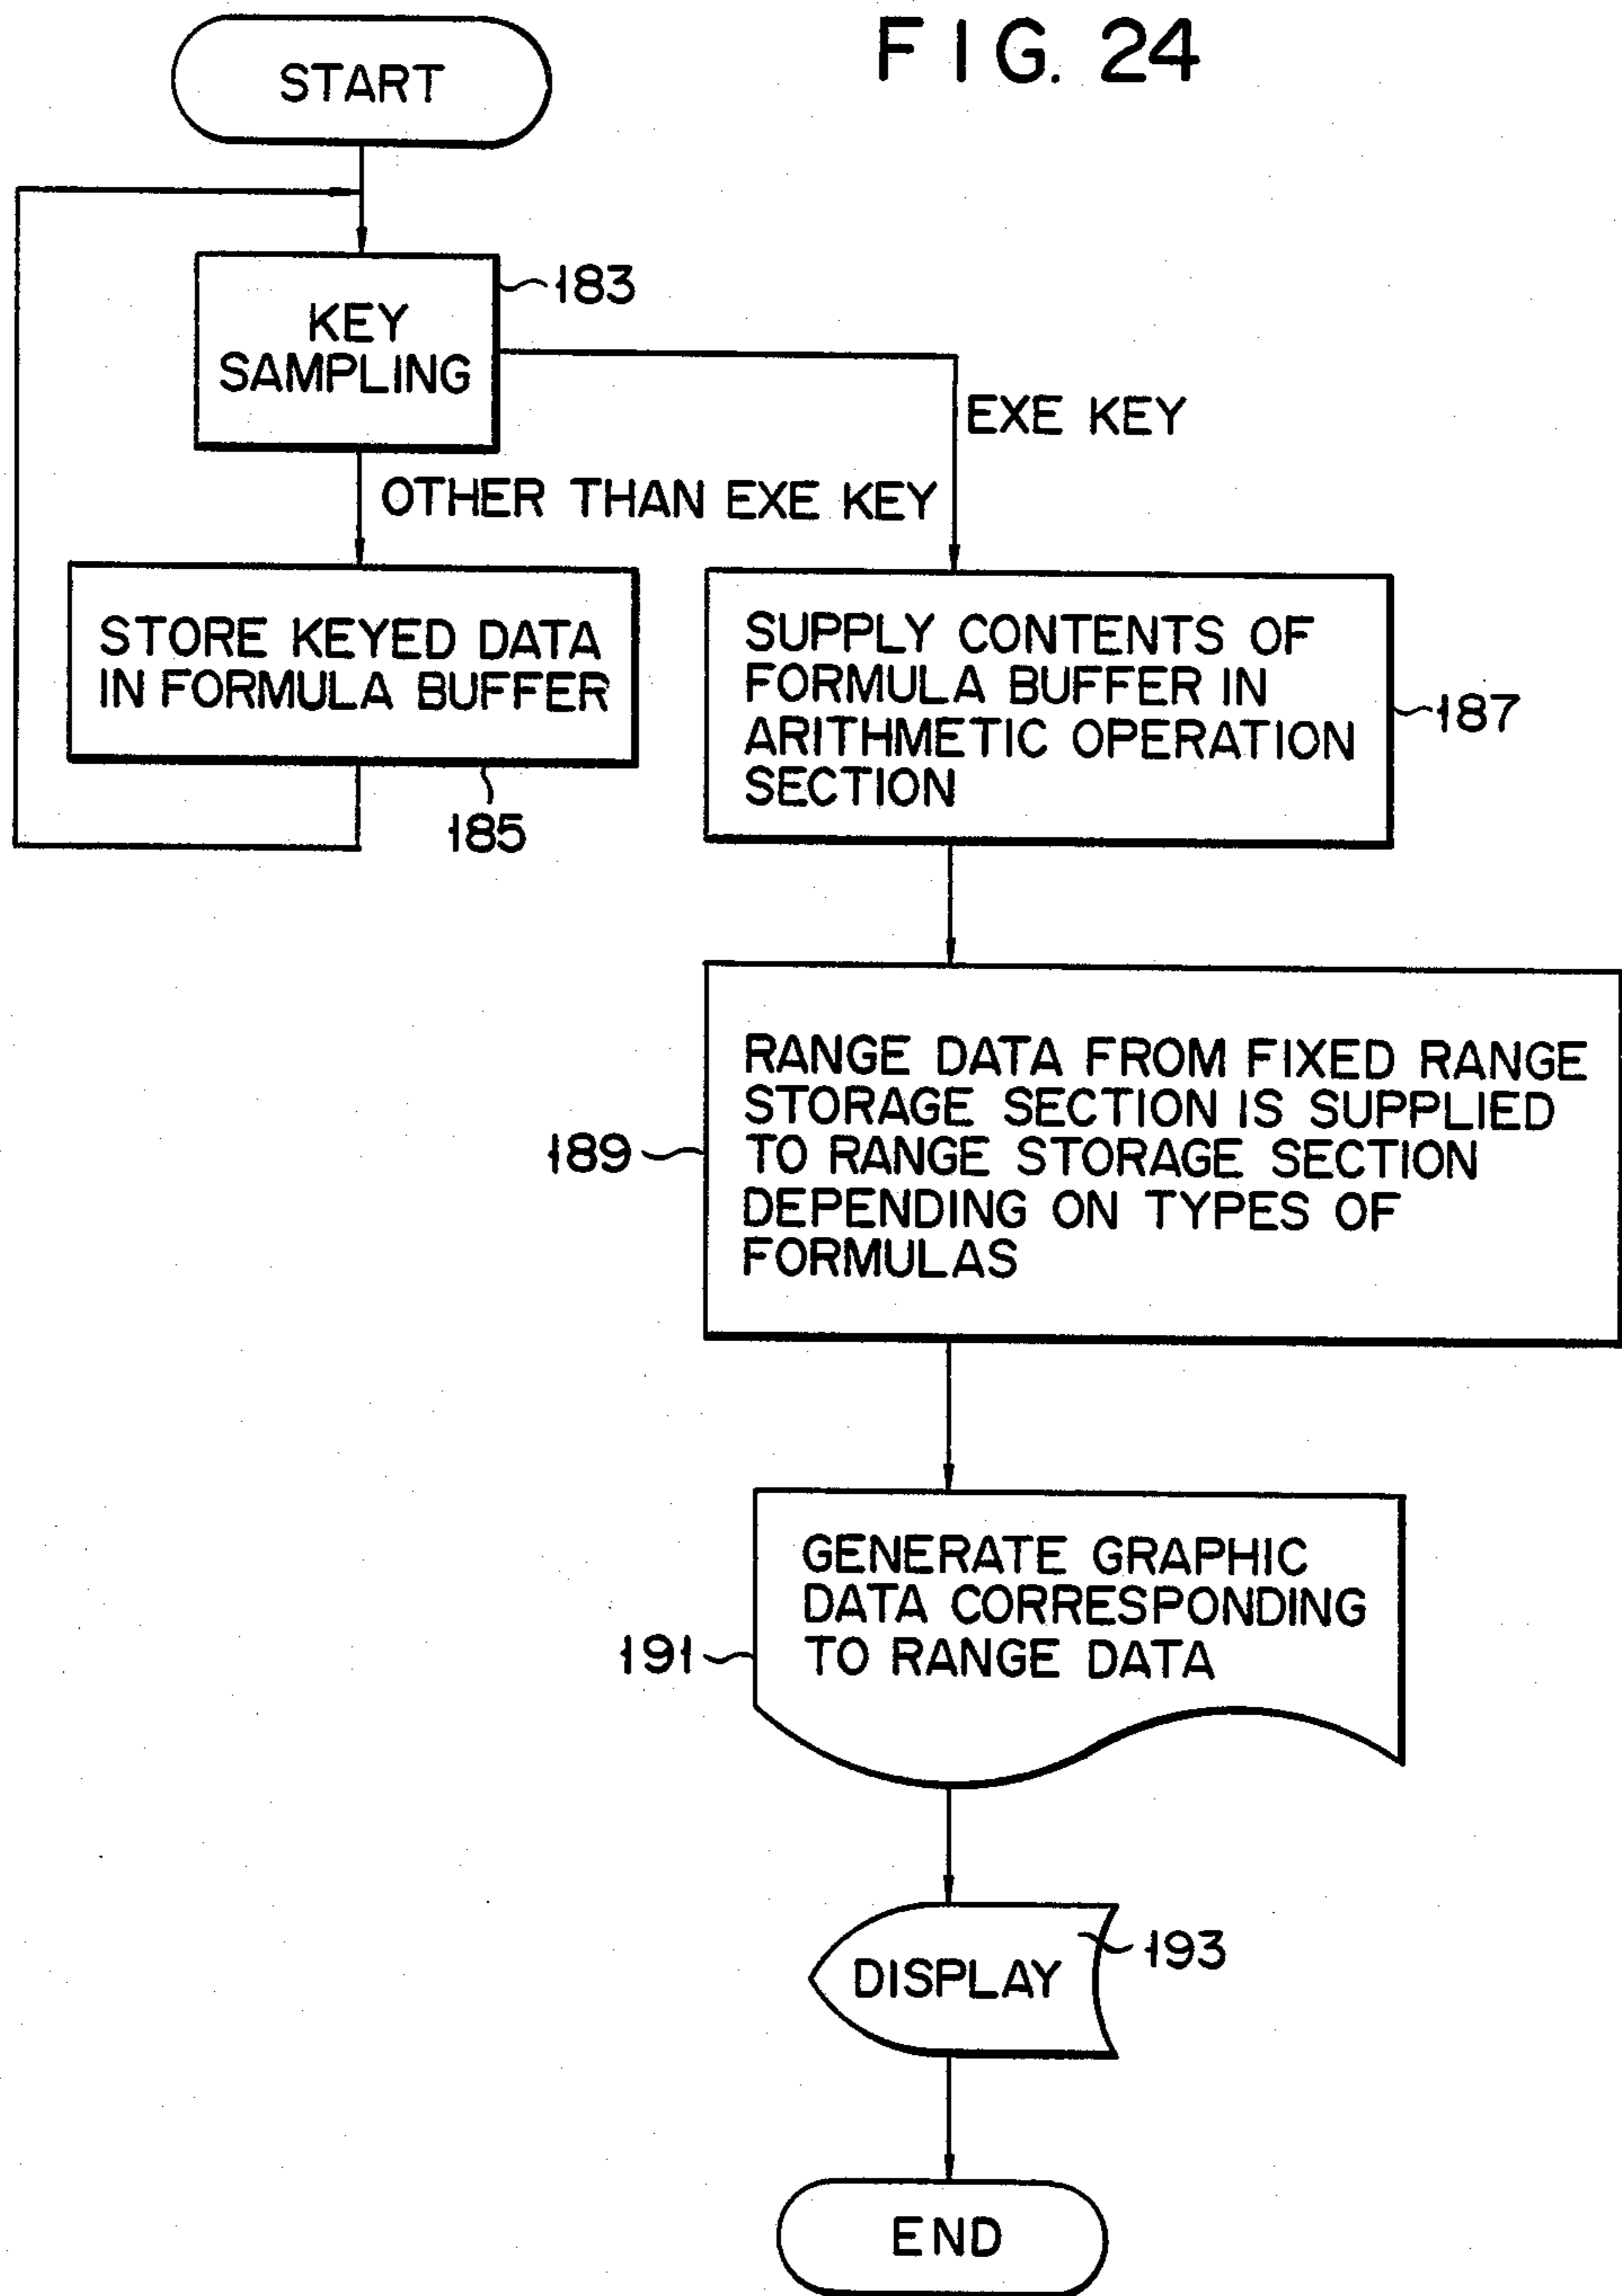 FIG. 24
START
KEY
SAMPLING
183
EXE KEY
OTHER THAN EXE KEY
STORE KEYED DATA
IN FORMULA BUFFER
185
SUPPLY CONTENTS OF
FORMULA BUFFER IN
ARITHMETIC OPERATION
SECTION
187
RANGE DATA FROM FIXED RANGE
STORAGE SECTION IS SUPPLIED
TO RANGE STORAGE SECTION
DEPENDING ON TYPES OF
FORMULAS
189
GENERATE GRAPHIC
DATA CORRESPONDING
TO RANGE DATA
191
DISPLAY
193
END